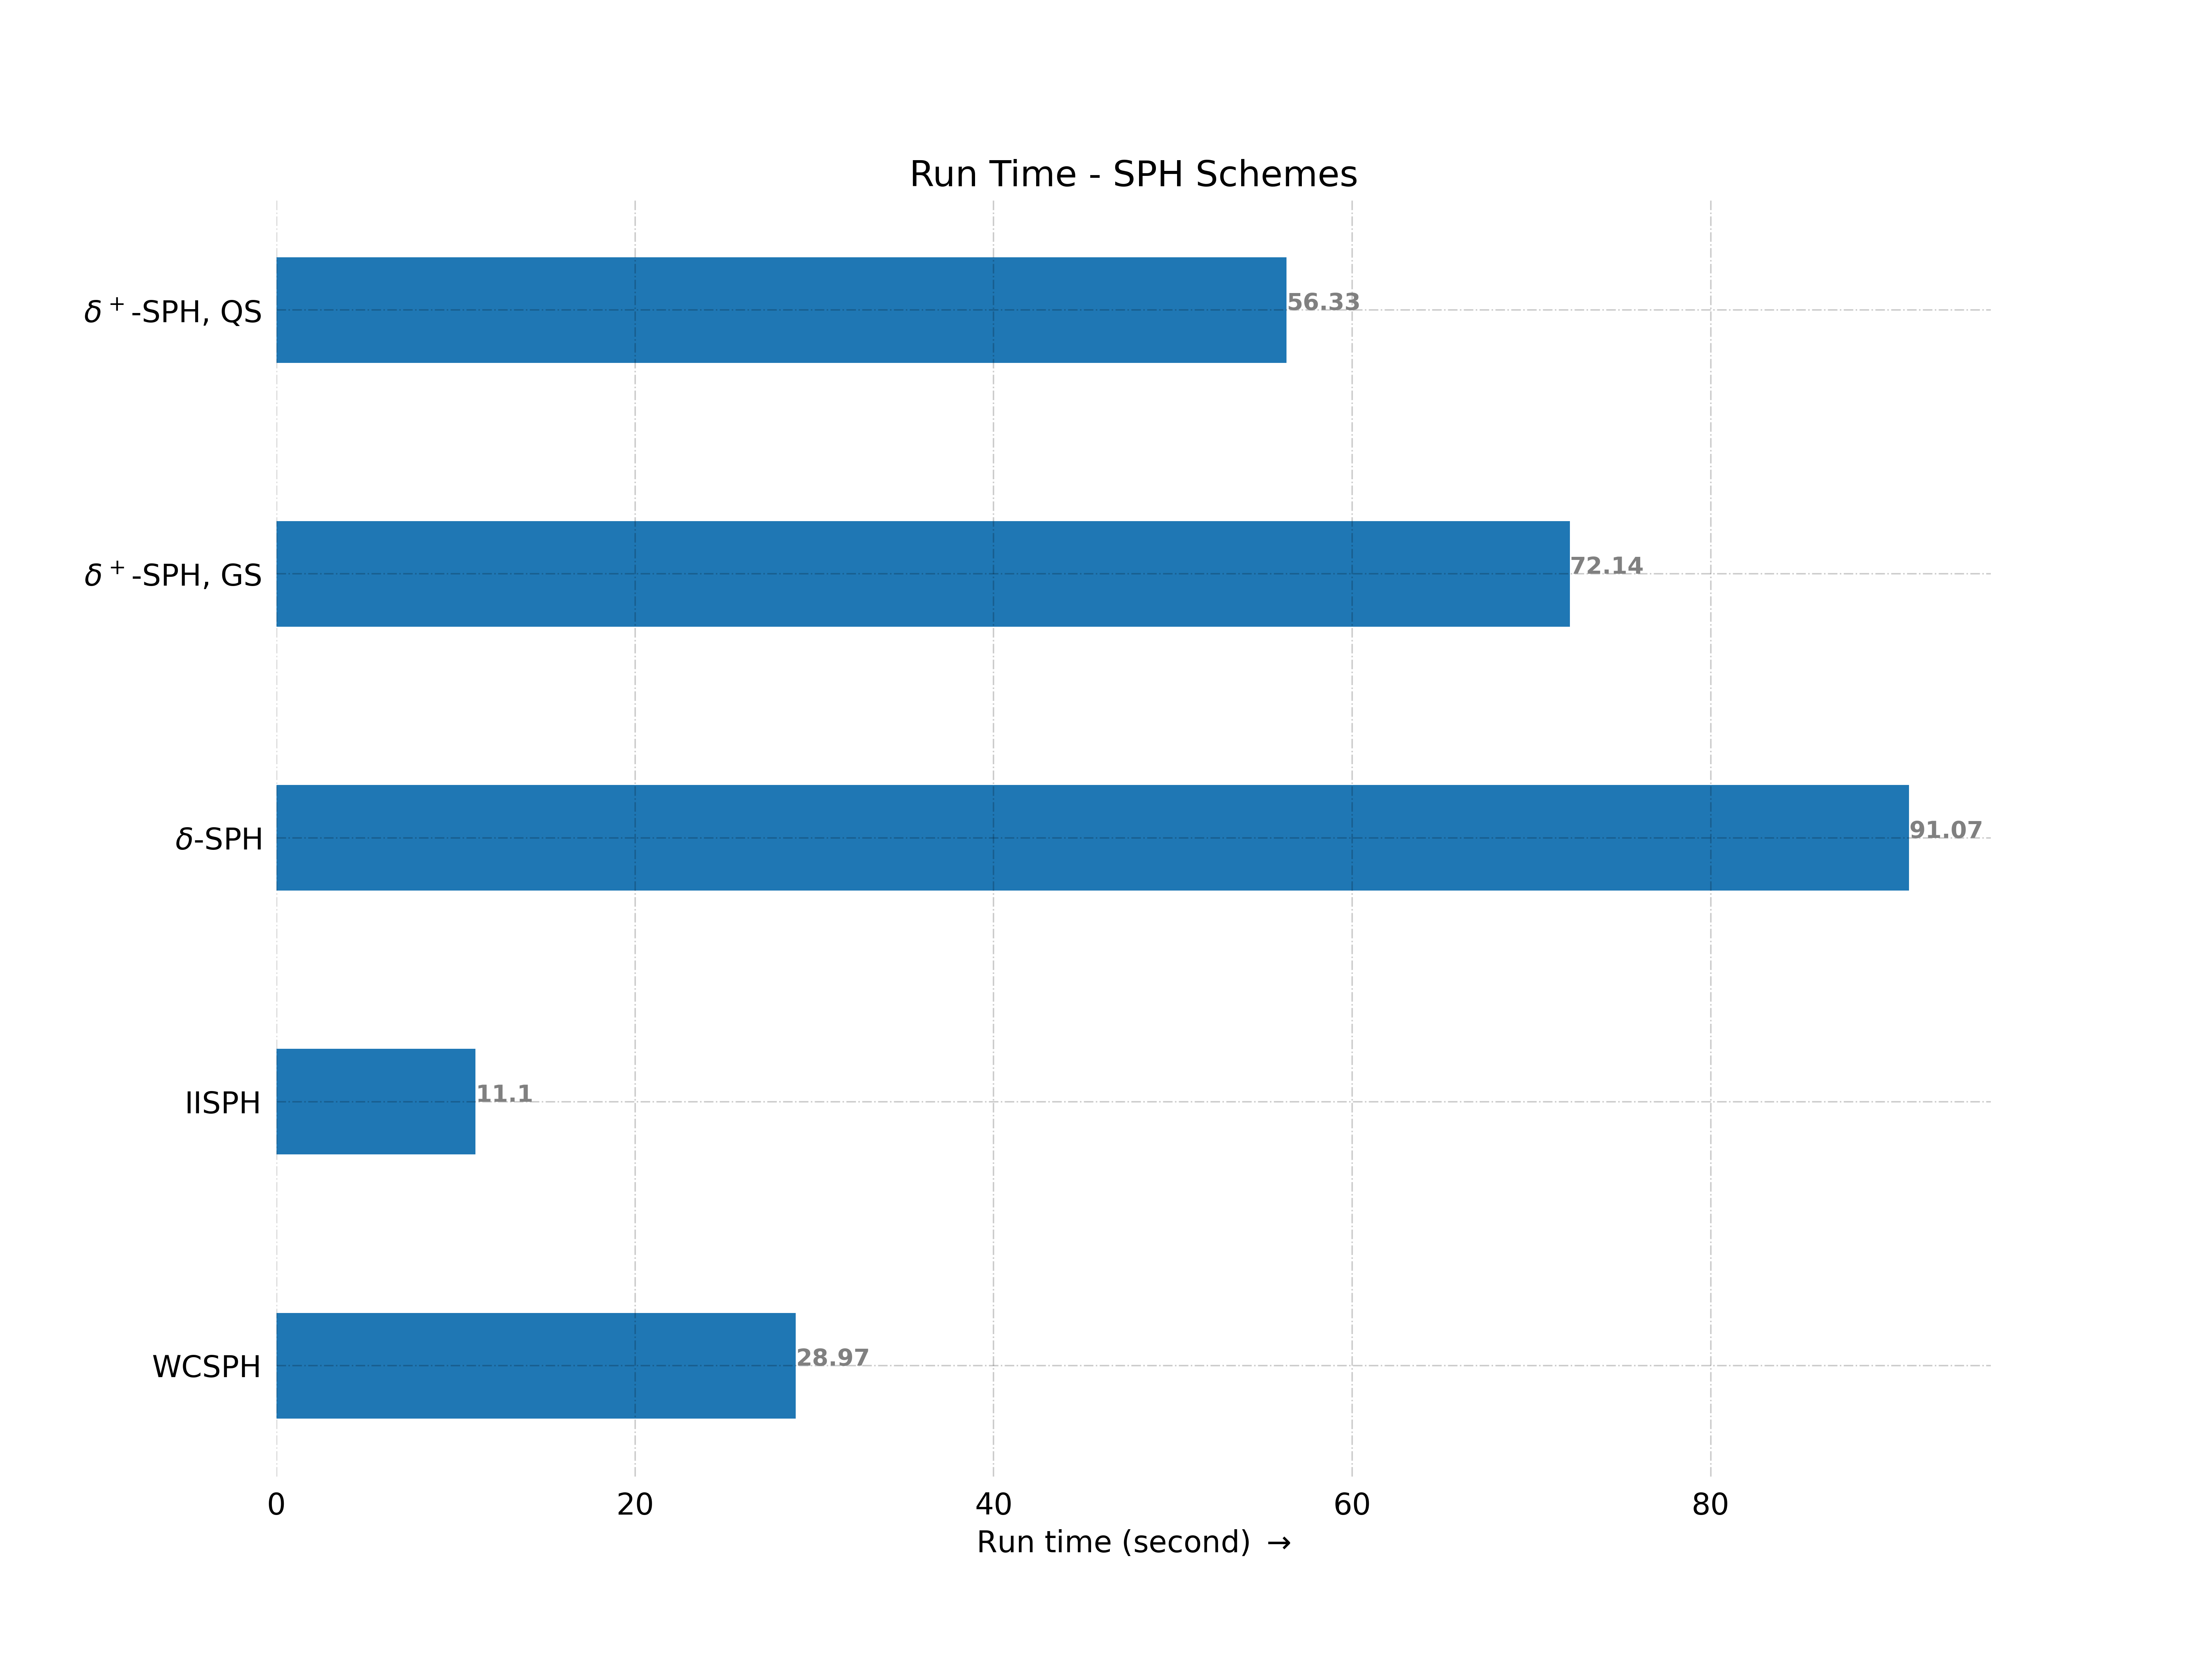 Run Time - SPH Schemes
δ⁺-SPH, QS
56.33
δ⁺-SPH, GS
72.14
δ-SPH
91.07
IISPH
11.1
WCSPH
28.97
0 20 40 60 80
Run time (second) →